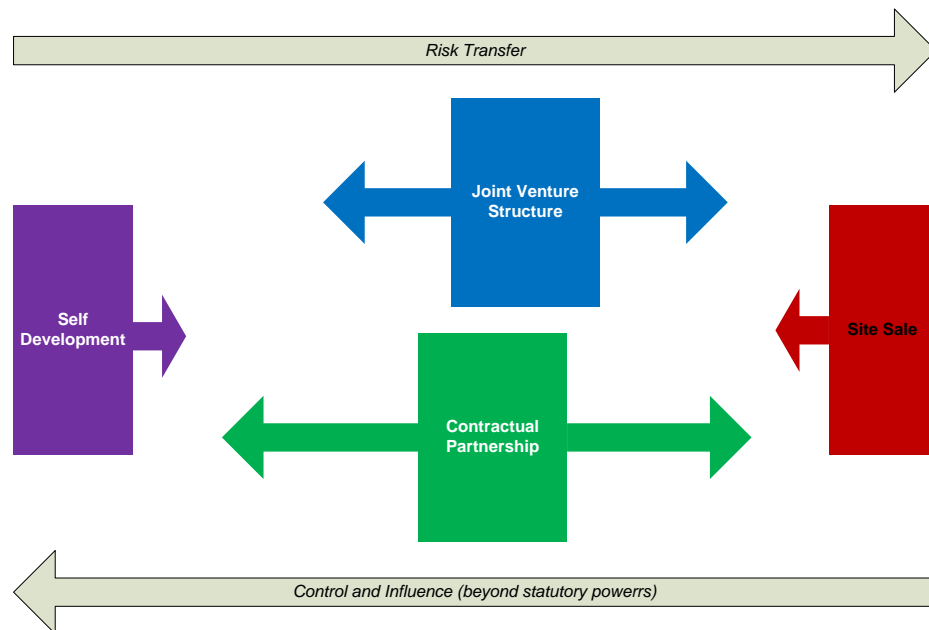 Risk Transfer
Joint Venture
Structure
Self
Development
Site Sale
Contractual
Partnership
Control and Influence (beyond statutory powerrs)